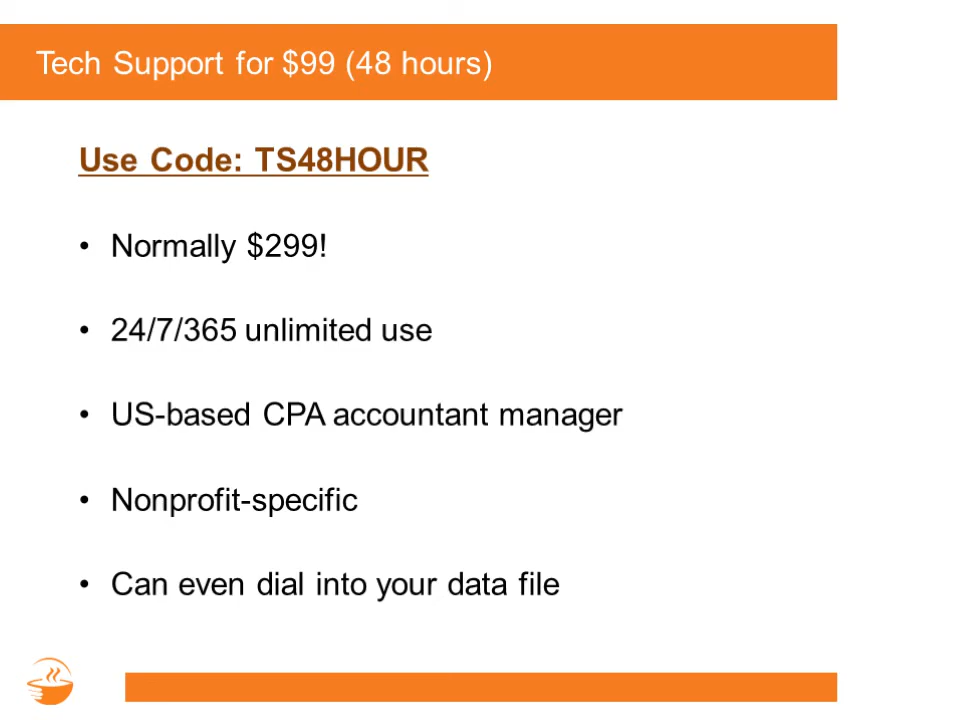 Tech Support for $99 (48 hours)
Use Code: TS48HOUR
• Normally $299!
• 24/7/365 unlimited use
• US-based CPA accountant manager
• Nonprofit-specific
• Can even dial into your data file